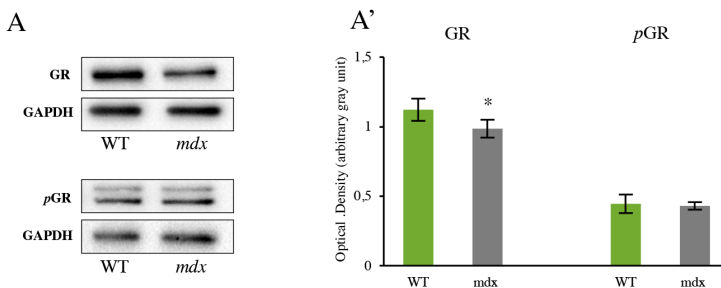 A
GR
GAPDH
WT mdx
pGR
GAPDH
WT mdx
A’
GR pGR
Optical .Density (arbitrary gray unit)
1,5
1
0,5
0
*
WT mdx WT mdx